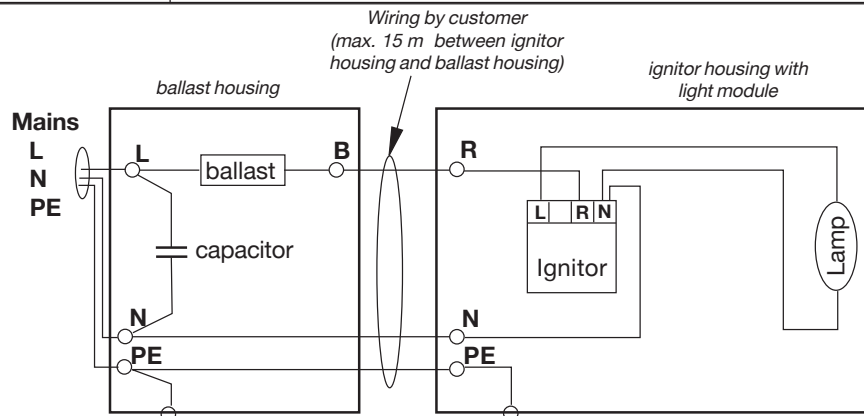 Wiring by customer
(max. 15 m between ignitor
housing and ballast housing)
ballast housing
ignitor housing with
light module
Mains
L
N
PE
L
ballast
B
R
L R N
Ignitor
Lamp
capacitor
N
N
PE
PE